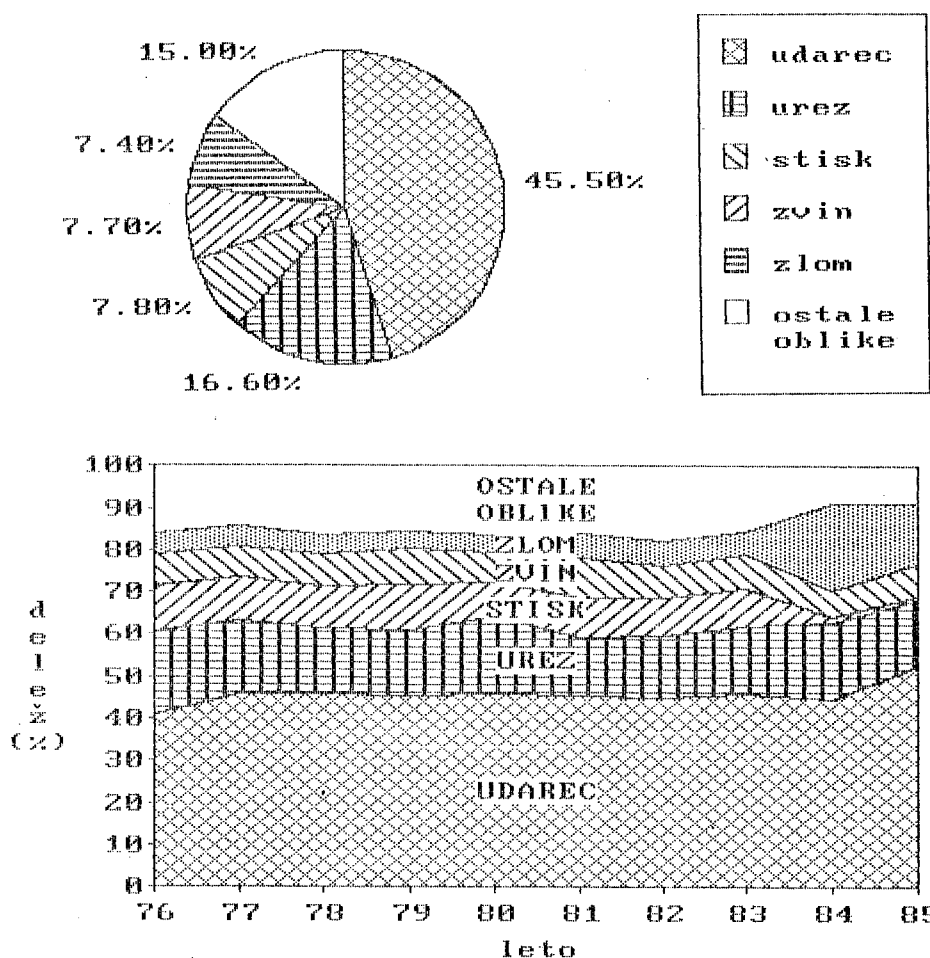 15.00%
7.40%
7.70%
7.80%
16.60%
45.50%
udarec
urez
stisk
zvin
zlom
ostale
oblike
100
90
80
70
60
50
40
30
20
10
0
delež
(%)
OSTALE
OBLIKE
ZLOM
ZVIN
STISK
UREZ
UDAREC
76 77 78 79 80 81 82 83 84 85
leto